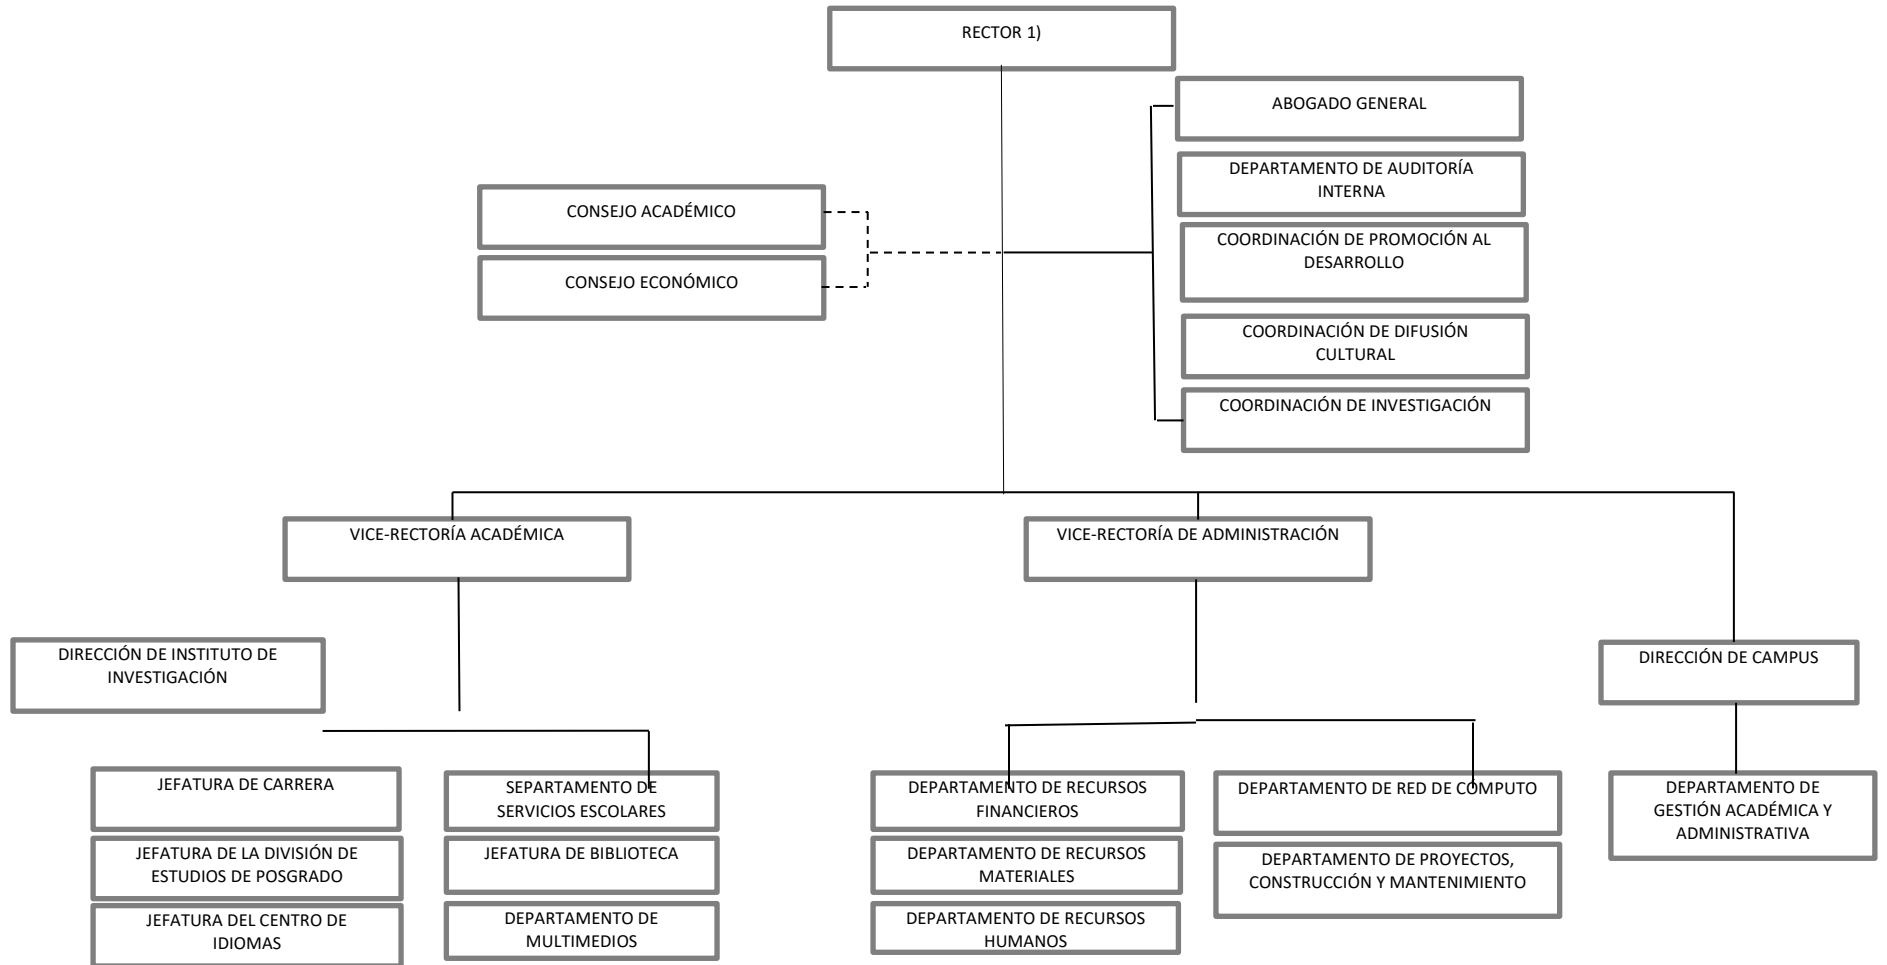 RECTOR 1)
ABOGADO GENERAL
DEPARTAMENTO DE AUDITORÍA
INTERNA
CONSEJO ACADÉMICO
COORDINACIÓN DE PROMOCIÓN AL
DESARROLLO
CONSEJO ECONÓMICO
COORDINACIÓN DE DIFUSIÓN
CULTURAL
COORDINACIÓN DE INVESTIGACIÓN
VICE-RECTORÍA ACADÉMICA
VICE-RECTORÍA DE ADMINISTRACIÓN
DIRECCIÓN DE INSTITUTO DE
INVESTIGACIÓN
DIRECCIÓN DE CAMPUS
JEFATURA DE CARRERA
SEPARTAMENTO DE
SERVICIOS ESCOLARES
DEPARTAMENTO DE RECURSOS
FINANCIEROS
DEPARTAMENTO DE RED DE COMPUTO
DEPARTAMENTO DE
GESTIÓN ACADÉMICA Y
ADMINISTRATIVA
JEFATURA DE LA DIVISIÓN DE
ESTUDIOS DE POSGRADO
JEFATURA DE BIBLIOTECA
DEPARTAMENTO DE RECURSOS
MATERIALES
DEPARTAMENTO DE PROYECTOS,
CONSTRUCCIÓN Y MANTENIMIENTO
JEFATURA DEL CENTRO DE
IDIOMAS
DEPARTAMENTO DE
MULTIMEDIOS
DEPARTAMENTO DE RECURSOS
HUMANOS